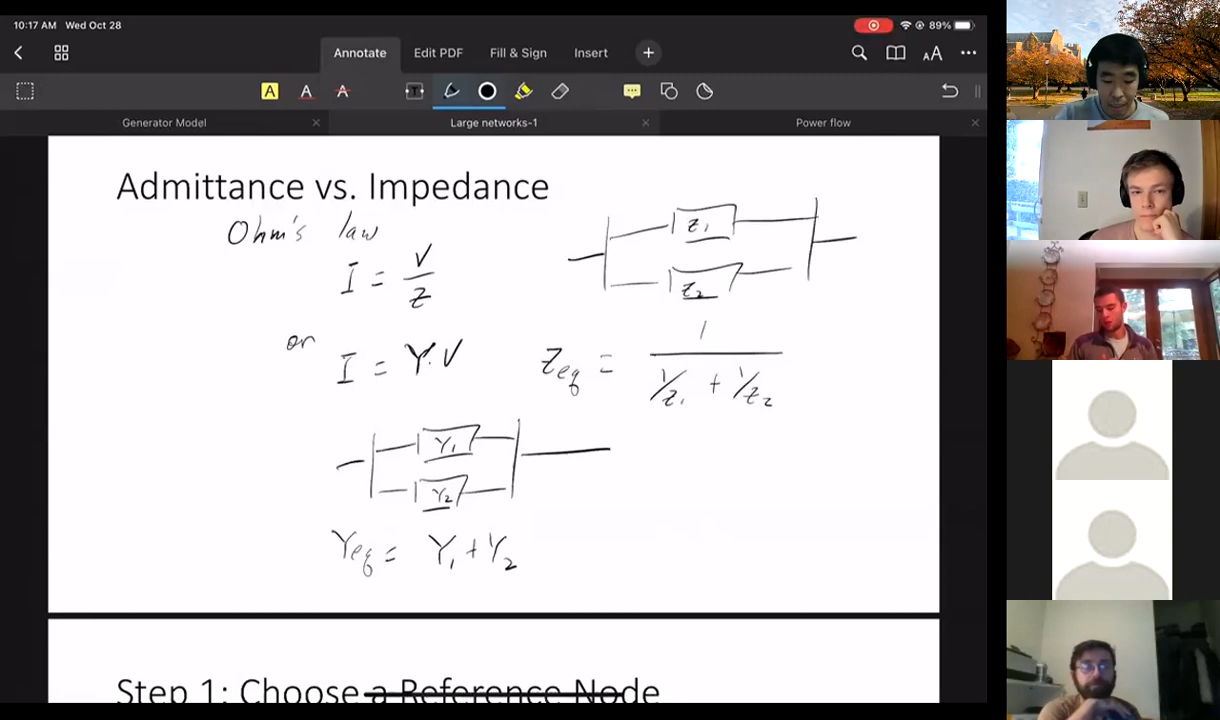 10:17 AM Wed Oct 28
89%
Annotate Edit PDF Fill & Sign Insert
AA
A A A T
Generator Model Large networks-1 Power flow
Admittance vs. Impedance
Ohm's law
I = V/Z
Z1
Z2
or
I = Y·V
Zeq = 1/(1/Z1 + 1/Z2)
Y1
Y2
Yeq = Y1 + Y2
Step 1: Choose a Reference Node